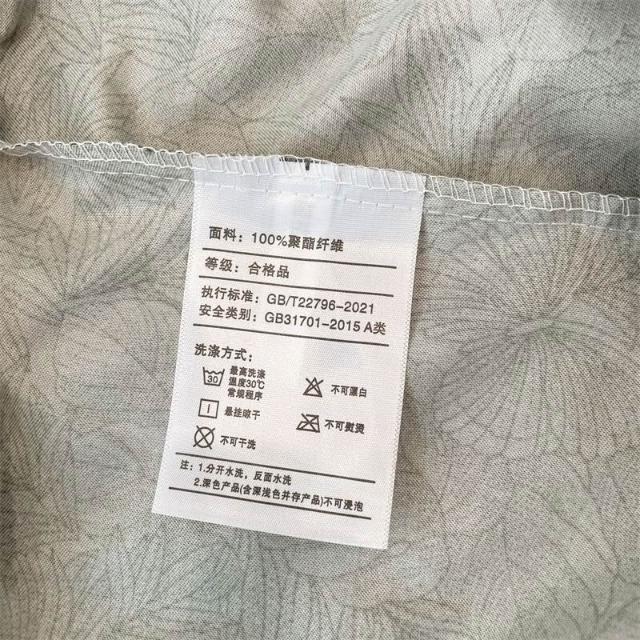 面料：100%聚酯纤维
等级：合格品
执行标准：GB/T22796-2021
安全类别：GB31701-2015 A类
洗涤方式：
30 最高洗涤温度30℃常规程序
不可漂白
悬挂晾干
不可熨烫
不可干洗
注：1.分开水洗，反面水洗
2.深色产品(含深浅色并存产品)不可浸泡